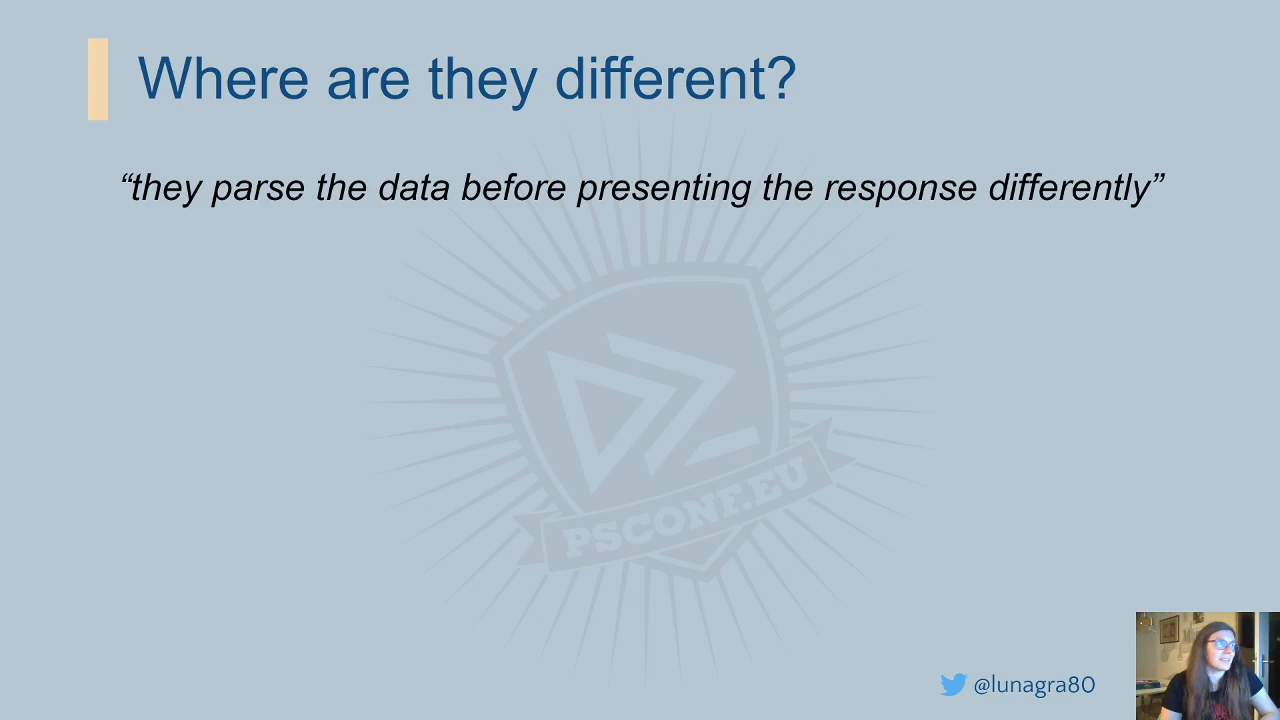 Where are they different?
“they parse the data before presenting the response differently”
PSCONF.EU
@lunagra80